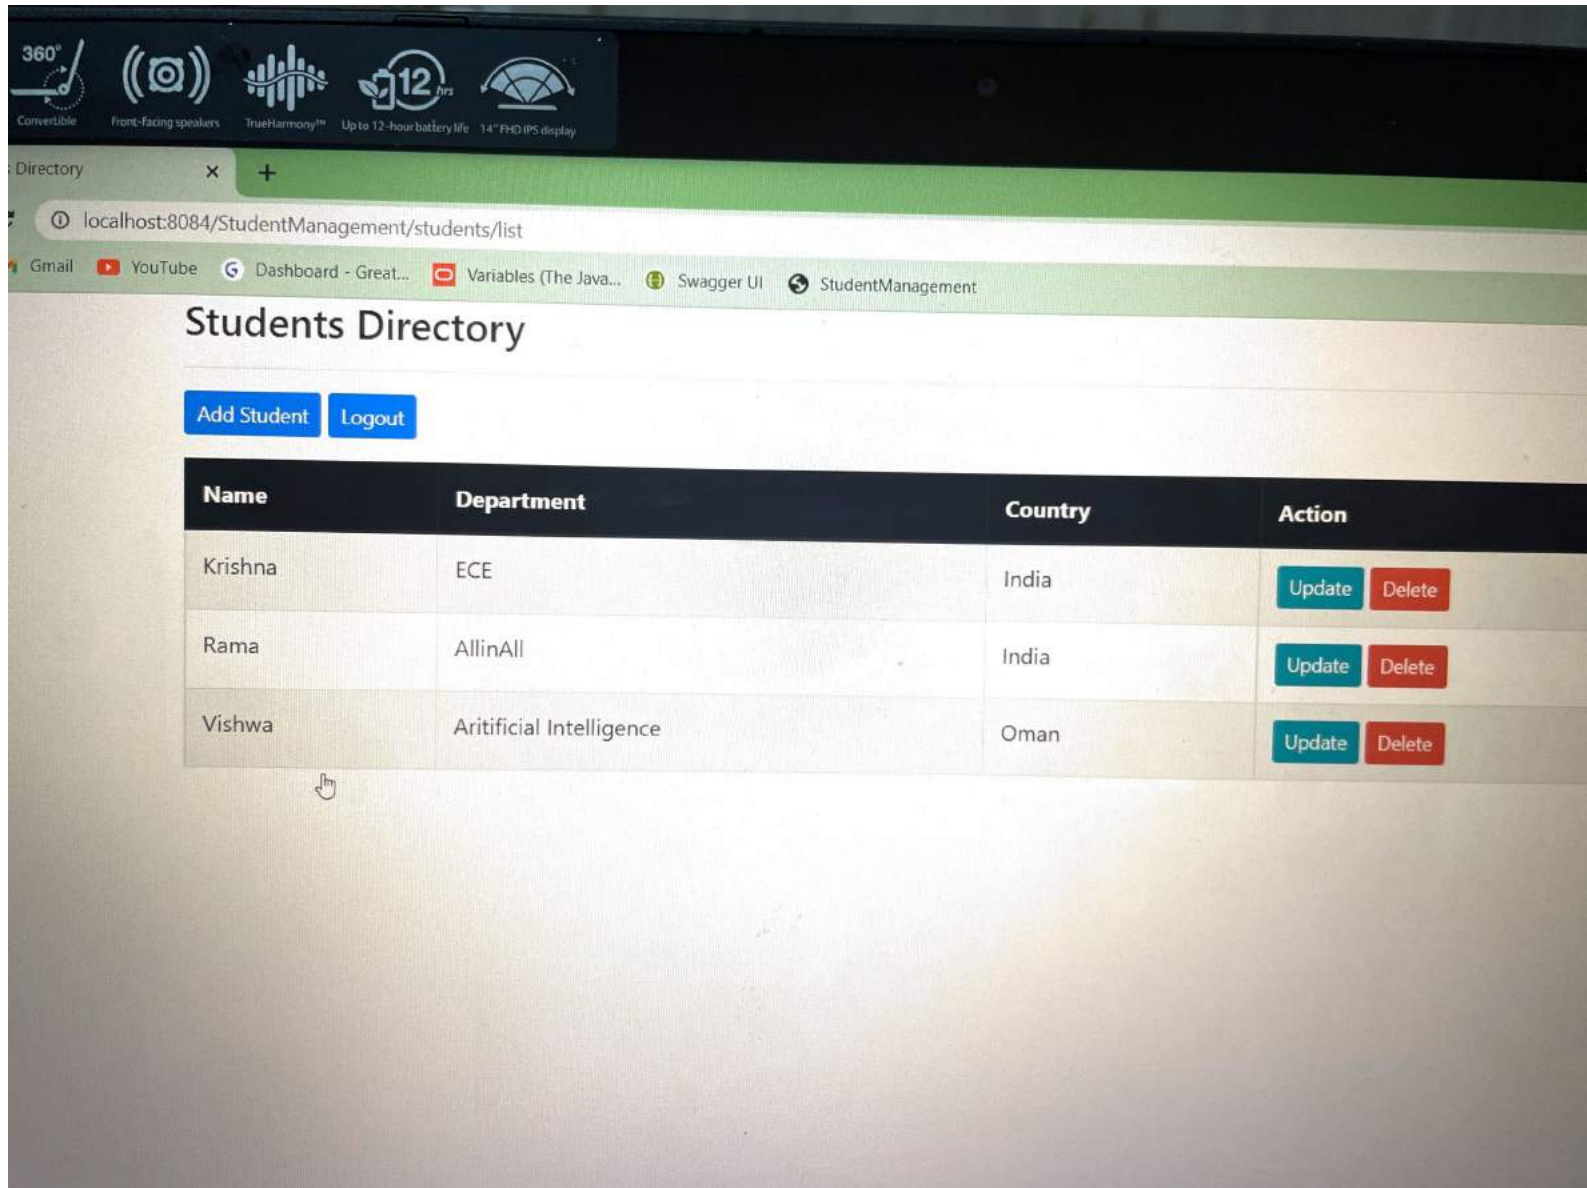 360°
12 hrs
Convertible Front-facing speakers TrueHarmony™ Up to 12-hour battery life 14" FHD IPS display
Directory × +
localhost:8084/StudentManagement/students/list
Gmail YouTube G Dashboard - Great... Variables (The Java... Swagger UI StudentManagement
Students Directory
Add Student Logout
Name Department Country Action
Krishna ECE India Update Delete
Rama AllinAll India Update Delete
Vishwa Aritificial Intelligence Oman Update Delete